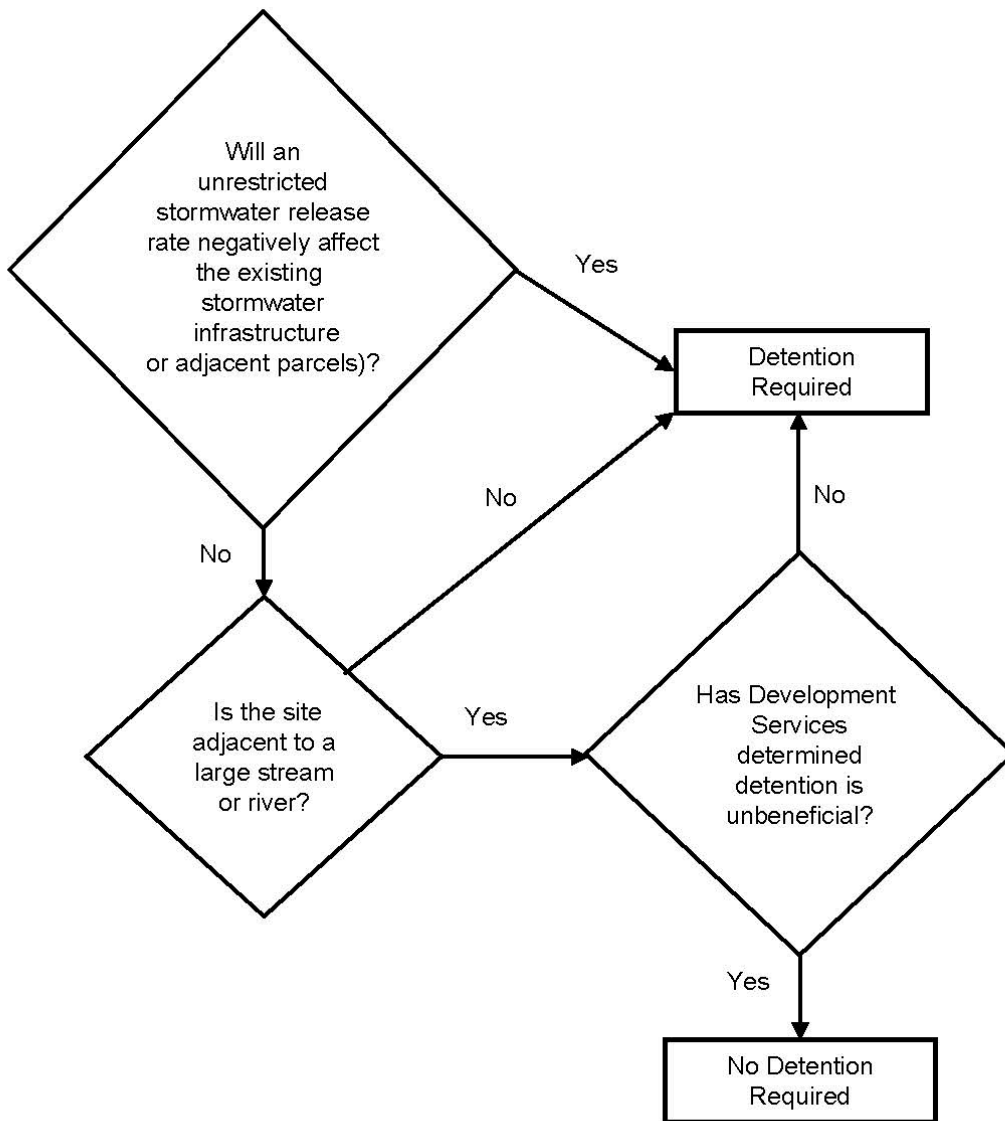 Will an
unrestricted
stormwater release
rate negatively affect
the existing
stormwater
infrastructure
or adjacent parcels)?
Yes
Detention
Required
No
No
No
Is the site
adjacent to a
large stream
or river?
Yes
Has Development
Services
determined
detention is
unbeneficial?
Yes
No Detention
Required